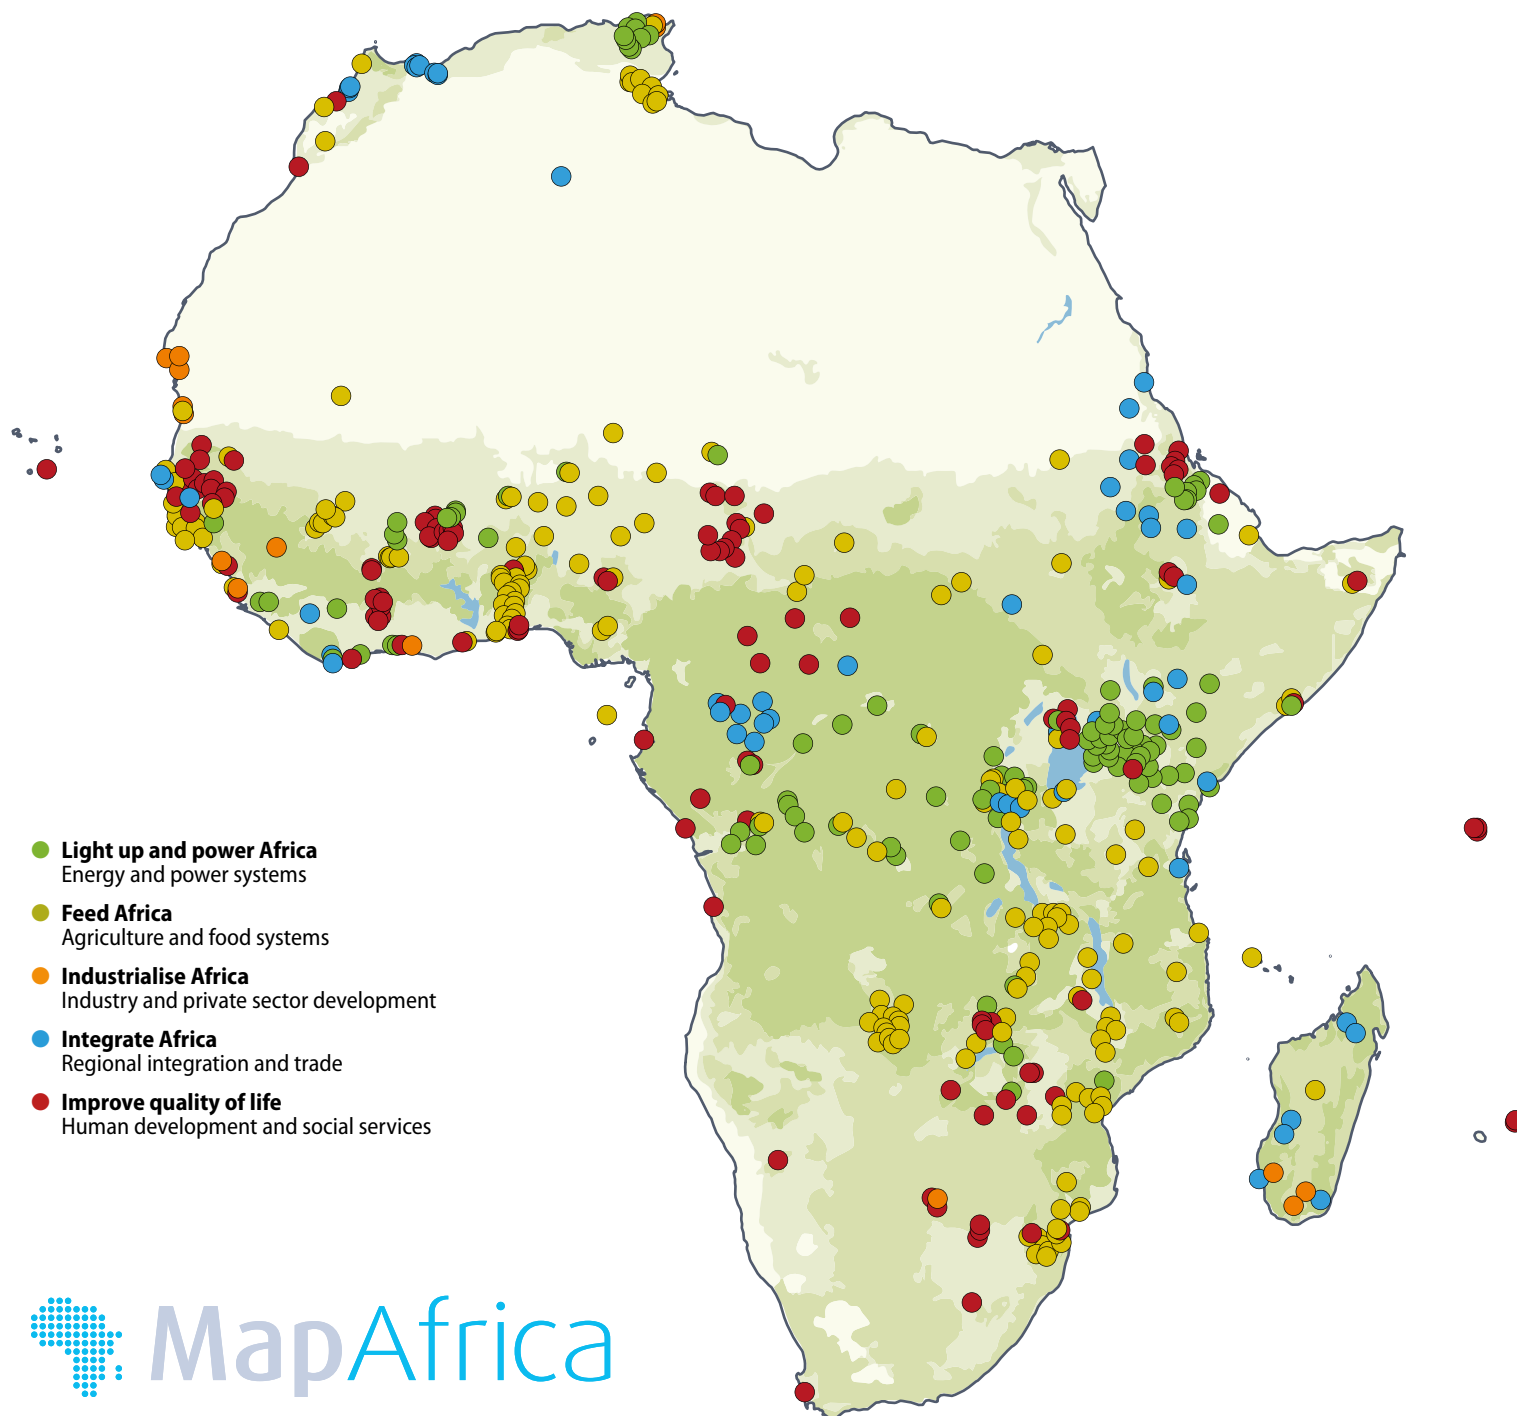 Light up and power Africa
Energy and power systems
Feed Africa
Agriculture and food systems
Industrialise Africa
Industry and private sector development
Integrate Africa
Regional integration and trade
Improve quality of life
Human development and social services
MapAfrica